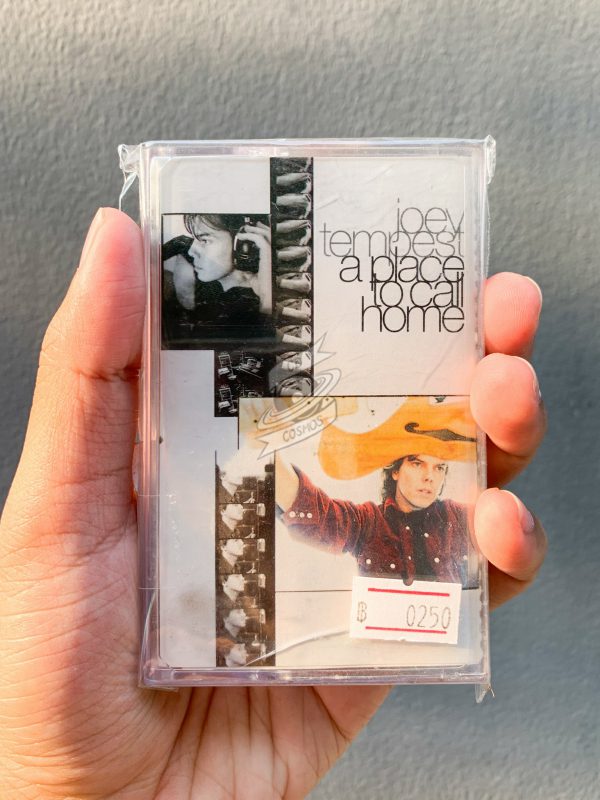 joey
tempest
a place
to call
home
COSMOS
฿ 0250